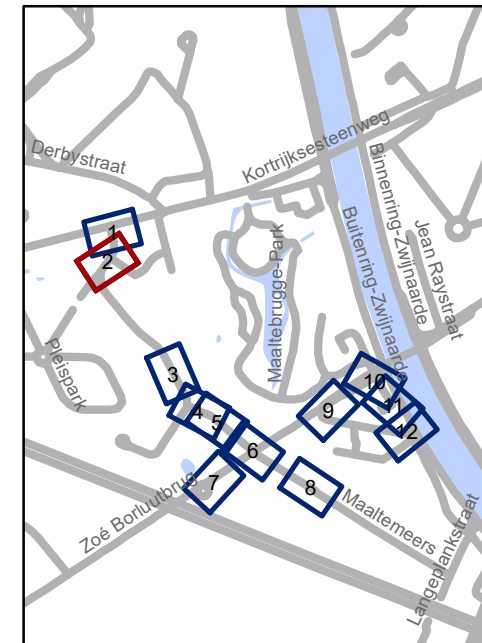 Kortrijksesteenweg
Derbystraat
Binnenring-Zwijnaarde
Buitenring-Zwijnaarde
Jean Raystraat
Maaltebrugge-Park
1
2
Pleispark
3
4
5
6
7
8
9
10
11
12
Zoé Borluutbrug
Maaltemeers
Langeplankstraat